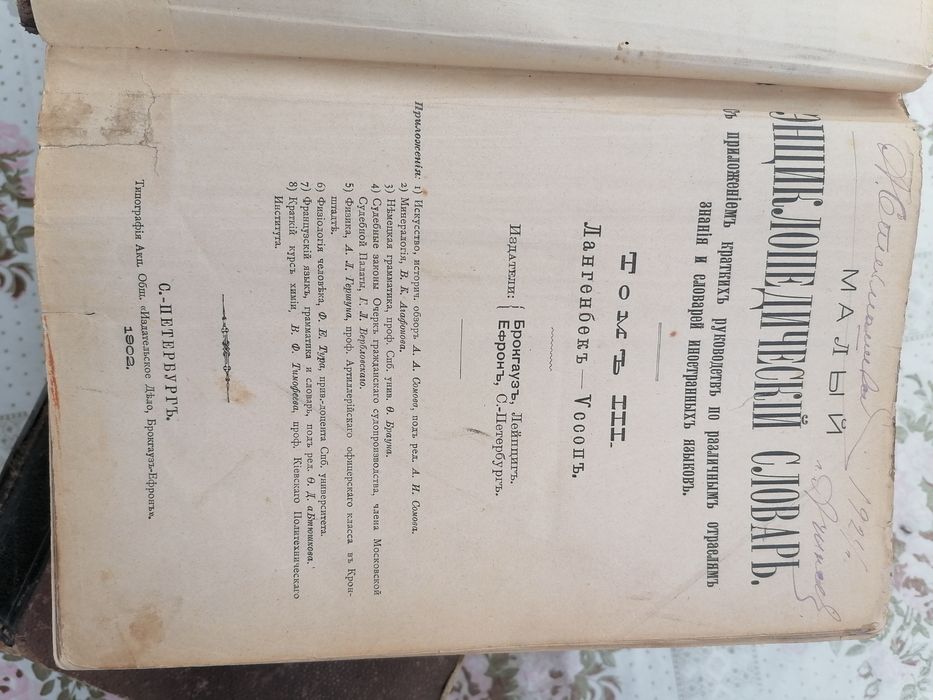 1921 г.
МАЛЫЙ
ЭНЦИКЛОПЕДИЧЕСКІЙ СЛОВАРЬ.
съ приложеніемъ краткихъ руководствъ по различнымъ отраслямъ
знанія и словарей иностранныхъ языковъ.
Томъ III.
Лангенбекъ — Ѵссопъ.
Издатели: { Брокгаузъ, Лейпцигъ.
Ефронъ, С.-Петербургъ.
Приложенія: 1) Искусство, историч. обзоръ А. А. Сомова, подъ ред. А. И. Сомова.
2) Минералогія, В. К. Агафонова.
3) Нѣмецкая грамматика, проф. Спб. унив. Ѳ. Брауна.
4) Судебные законы Очеркъ гражданскаго судопроизводства, члена Московской
Судебной Палаты, Г. Л. Вербловскаго.
5) Физика, А. Л. Гершуна, проф. Артиллерійскаго офицерскаго класса въ Крон-
штадтѣ.
6) Физіологія человѣка, Ф. Е. Тура, прив.-доцента Спб. университета.
7) Французскій языкъ, грамматика и словарь, подъ ред. Ѳ. Д. Батюшкова.
8) Краткій курсъ химіи, В. Ф. Тимофеева, проф. Кіевскаго Политехническаго
Института.
С.-ПЕТЕРБУРГЪ.
Типографія Акц. Общ. «Издательское Дѣло, Брокгаузъ-Ефронъ».
1902.